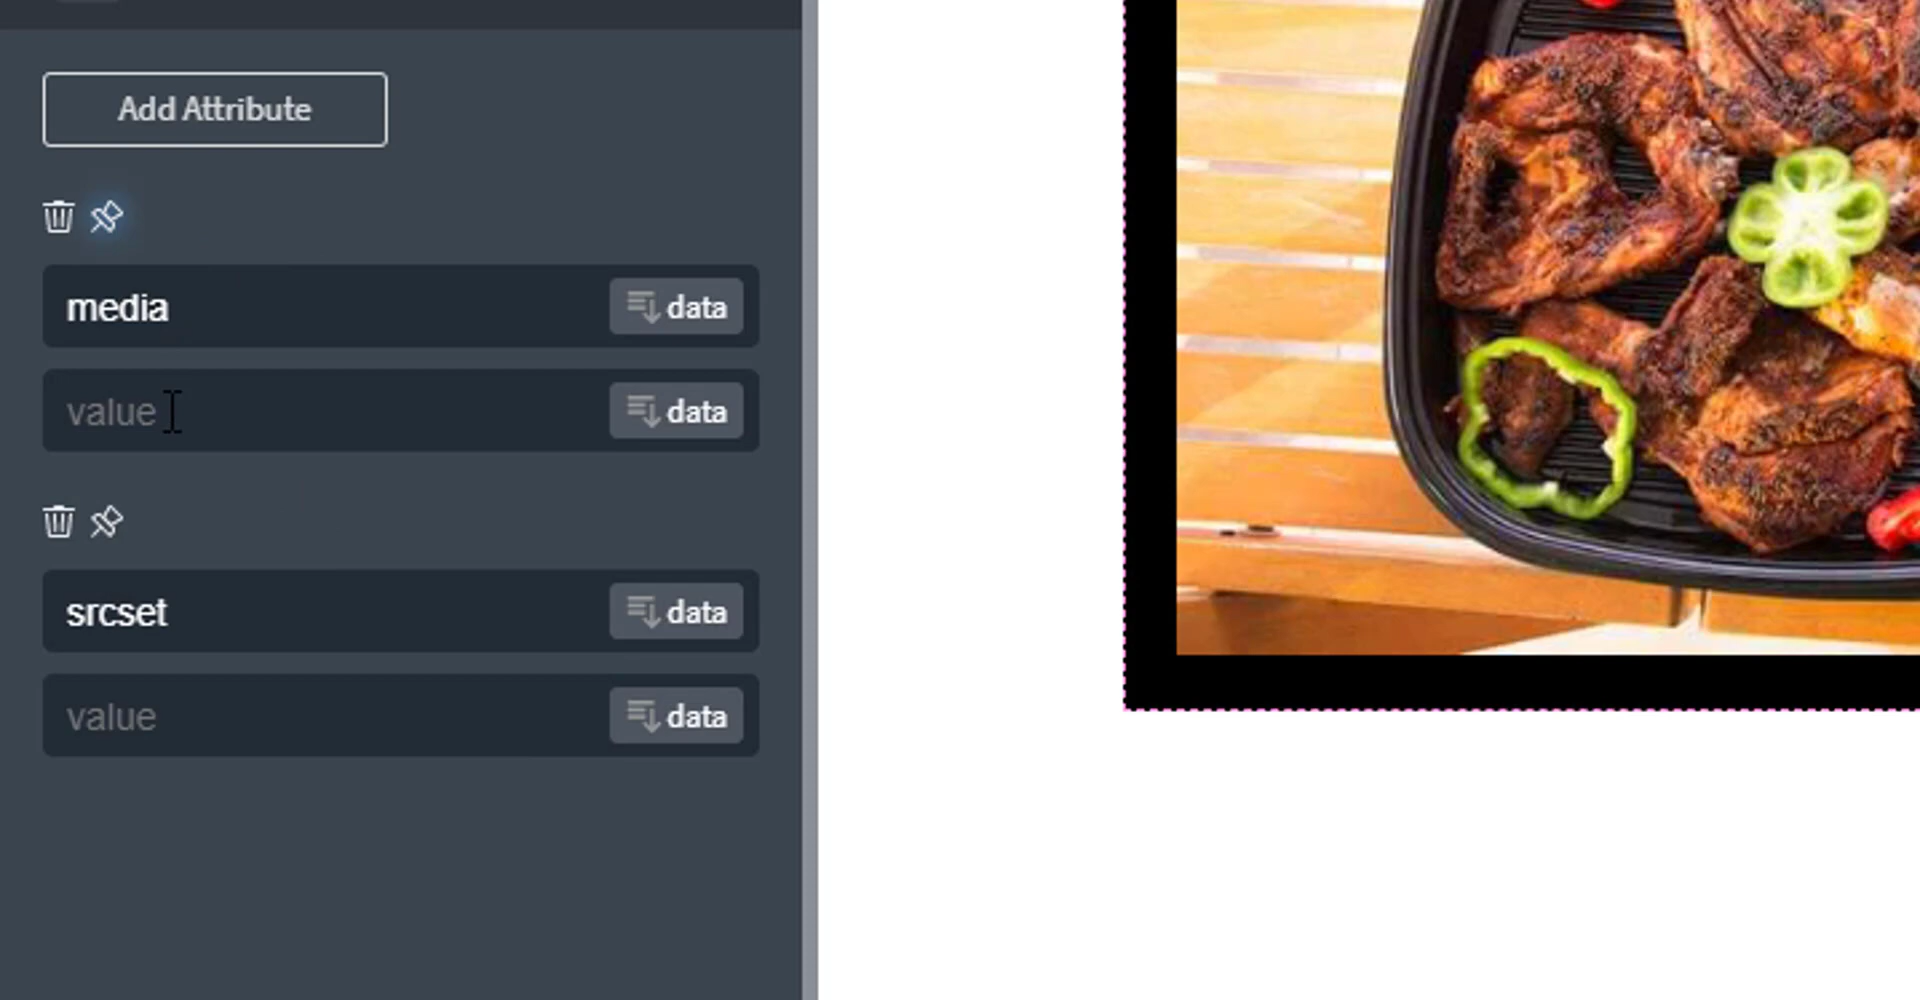 Add Attribute
media
data
value
data
srcset
data
value
data